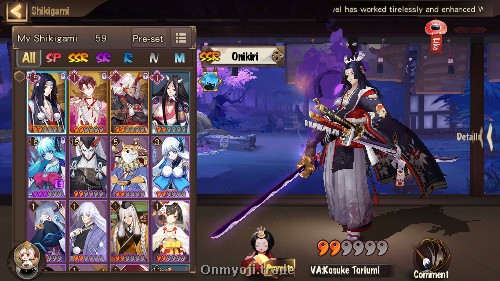 Shikigami
vel has worked tirelessly and enhanced V
My Shikigami 59 Pre-set
All SP SSR SR R N M
SSR Onikiri
Like
Detail
999999
VA:Kosuke Toriumi
Comment
Onmyoji.trade